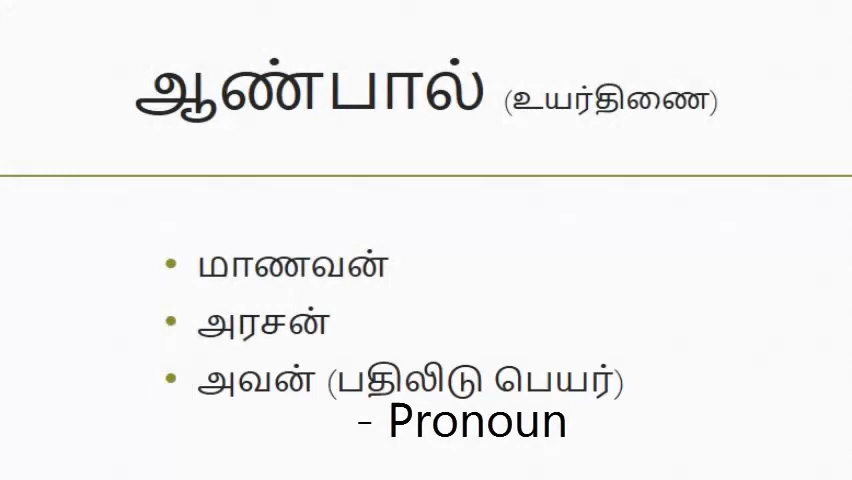 ஆண்பால் (உயர்திணை)
• மாணவன்
• அரசன்
• அவன் (பதிலிடு பெயர்)
- Pronoun